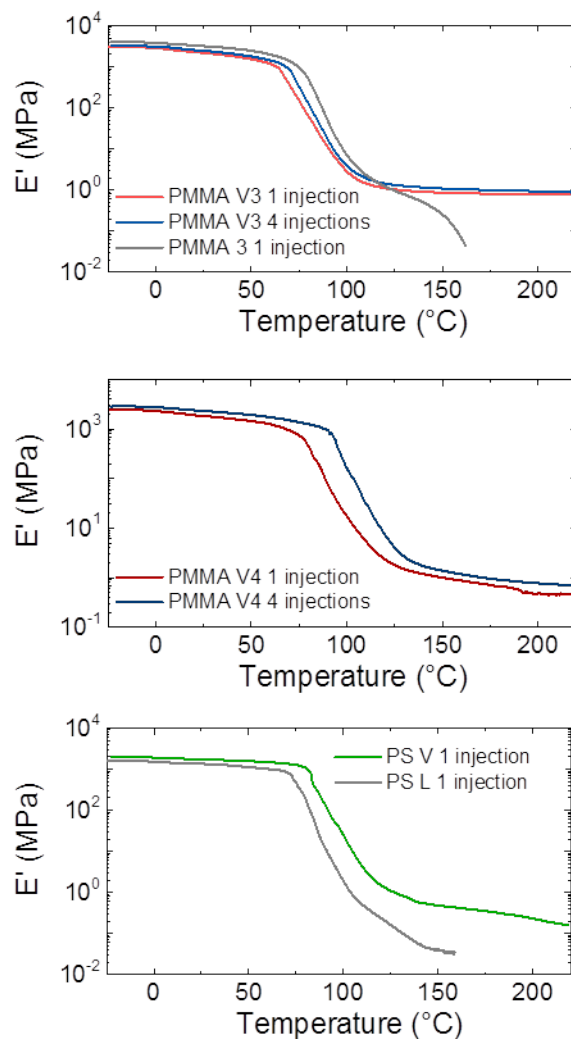 10⁴
10²
10⁰
10⁻²
E' (MPa)
PMMA V3 1 injection
PMMA V3 4 injections
PMMA 3 1 injection
0 50 100 150 200
Temperature (°C)
10³
10¹
10⁻¹
E' (MPa)
PMMA V4 1 injection
PMMA V4 4 injections
0 50 100 150 200
Temperature (°C)
10⁴
10²
10⁰
10⁻²
E' (MPa)
PS V 1 injection
PS L 1 injection
0 50 100 150 200
Temperature (°C)